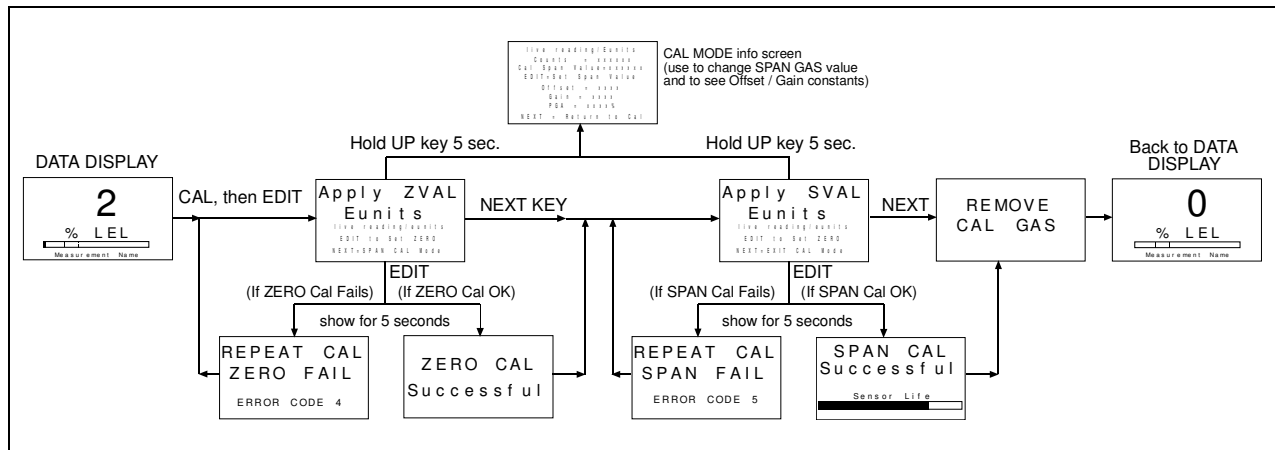 live reading/Eunits
Counts = xxxxxx
Cal Span Value=xxxxxx
EDIT=Set Span Value
Offset = xxxx
Gain = xxxx
PGA = xxxx%
NEXT = Return to Cal
CAL MODE info screen
(use to change SPAN GAS value
and to see Offset / Gain constants)
Hold UP key 5 sec.
Hold UP key 5 sec.
DATA DISPLAY
2
% LEL
Measurement Name
CAL, then EDIT
Apply ZVAL
Eunits
live reading/eunits
EDIT to Set ZERO
NEXT=SPAN CAL Mode
NEXT KEY
Apply SVAL
Eunits
live reading/eunits
EDIT to Set ZERO
NEXT=EXIT CAL Mode
NEXT
REMOVE
CAL GAS
Back to DATA
DISPLAY
0
% LEL
Measurement Name
EDIT
(If ZERO Cal Fails)
(If ZERO Cal OK)
show for 5 seconds
REPEAT CAL
ZERO FAIL
ERROR CODE 4
ZERO CAL
Successful
EDIT
(If SPAN Cal Fails)
(If SPAN Cal OK)
show for 5 seconds
REPEAT CAL
SPAN FAIL
ERROR CODE 5
SPAN CAL
Successful
Sensor Life